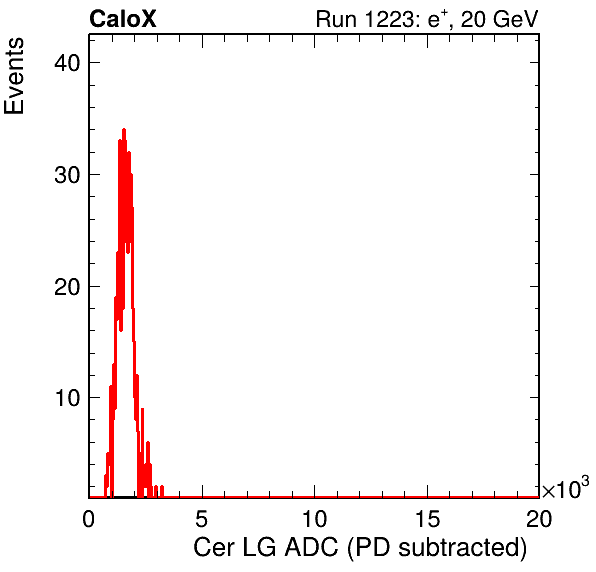 CaloX Run 1223: e⁺, 20 GeV
Events
40
30
20
10
0 5 10 15 20
×10³
Cer LG ADC (PD subtracted)